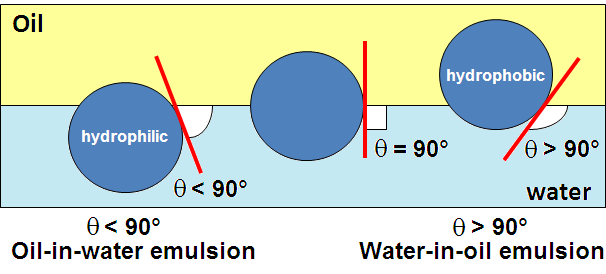 Oil
hydrophilic
hydrophobic
θ < 90°
θ = 90°
θ > 90°
water
θ < 90°
Oil-in-water emulsion
θ > 90°
Water-in-oil emulsion